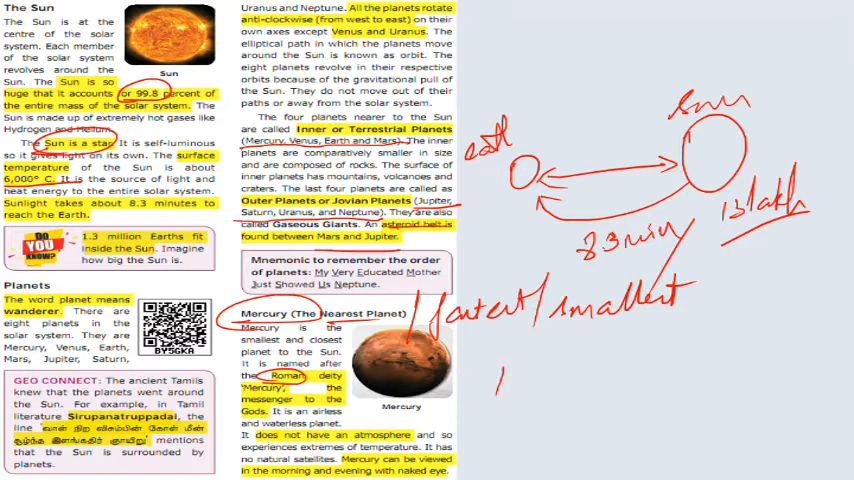 The Sun
The Sun is at the
centre of the solar
system. Each member
of the solar system
revolves around the
Sun. The Sun is so
huge that it accounts for 99.8 percent of
the entire mass of the solar system. The
Sun is made up of extremely hot gases like
Hydrogen and Helium.
Sun
The Sun is a star. It is self-luminous
so it gives light on its own. The surface
temperature of the Sun is about
6,000° C. It is the source of light and
heat energy to the entire solar system.
Sunlight takes about 8.3 minutes to
reach the Earth.
DO
YOU
KNOW?
1.3 million Earths fit
inside the Sun. Imagine
how big the Sun is.
Planets
The word planet means
wanderer. There are
eight planets in the
solar system. They are
Mercury, Venus, Earth,
Mars, Jupiter, Saturn,
BY5GKA
GEO CONNECT: The ancient Tamils
knew that the planets went around
the Sun. For example, in Tamil
literature Sirupanatruppadai, the
line 'வான் நிற விசும்பின் கோள் மீன்
சூழ்ந்த இளங்கதிர் ஞாயிறு' mentions
that the Sun is surrounded by
planets.
Uranus and Neptune. All the planets rotate
anti-clockwise (from west to east) on their
own axes except Venus and Uranus. The
elliptical path in which the planets move
around the Sun is known as orbit. The
eight planets revolve in their respective
orbits because of the gravitational pull of
the Sun. They do not move out of their
paths or away from the solar system.
The four planets nearer to the Sun
are called Inner or Terrestrial Planets
(Mercury, Venus, Earth and Mars). The inner
planets are comparatively smaller in size
and are composed of rocks. The surface of
inner planets has mountains, volcanoes and
craters. The last four planets are called as
Outer Planets or Jovian Planets (Jupiter,
Saturn, Uranus, and Neptune). They are also
called Gaseous Giants. An asteroid belt is
found between Mars and Jupiter.
Mnemonic to remember the order
of planets: My Very Educated Mother
Just Showed Us Neptune.
Mercury (The Nearest Planet)
Mercury is the
smallest and closest
planet to the Sun.
It is named after
the Roman deity
'Mercury', the
messenger to the
Gods. It is an airless
and waterless planet.
Mercury
It does not have an atmosphere and so
experiences extremes of temperature. It has
no natural satellites. Mercury can be viewed
in the morning and evening with naked eye.
sun
earth
8.3 min
13 lakh
/ fastest / smallest